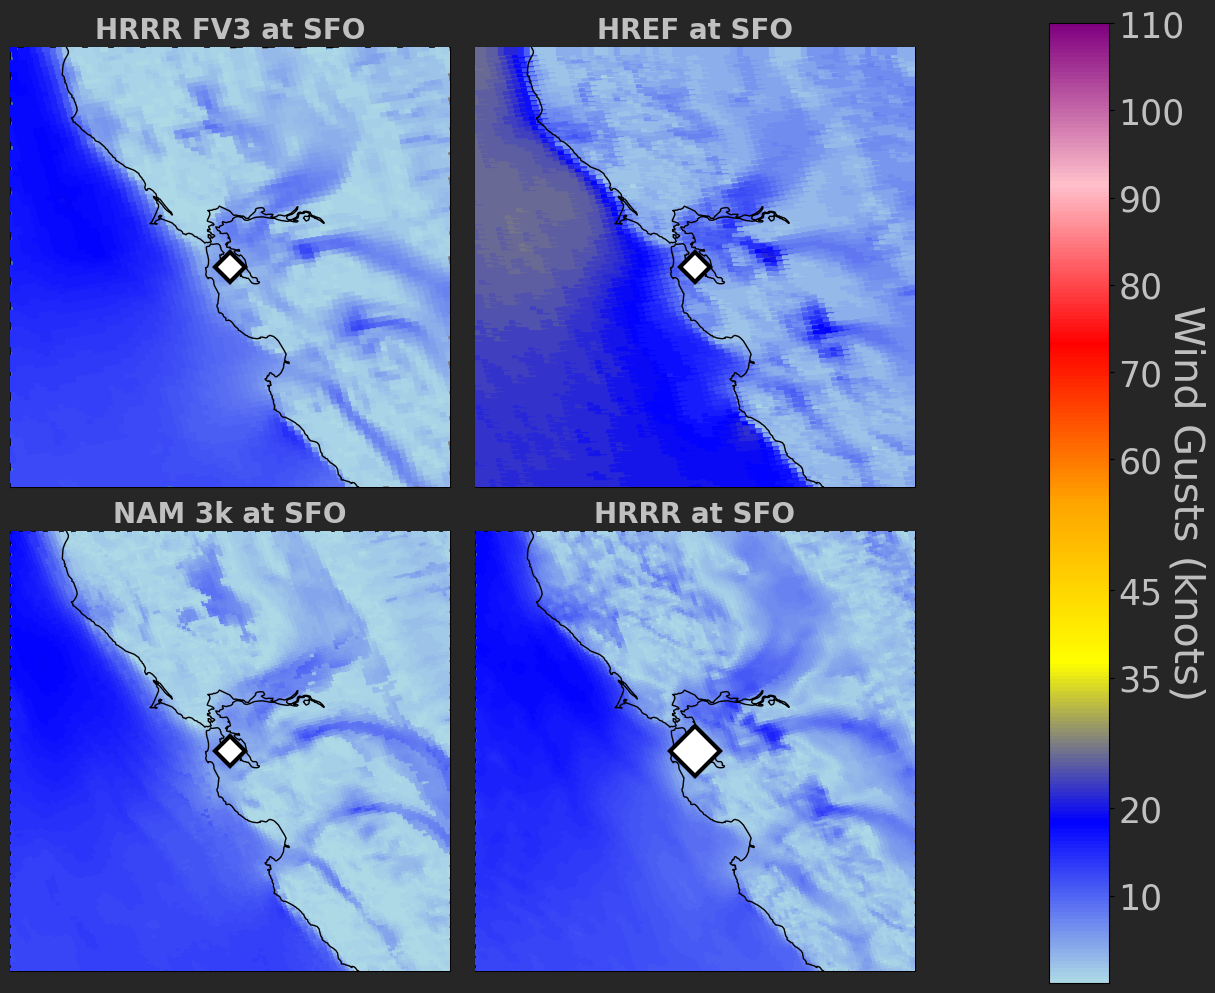 HRRR FV3 at SFO
HREF at SFO
NAM 3k at SFO
HRRR at SFO
110
100
90
80
70
60
45
35
20
10
Wind Gusts (knots)